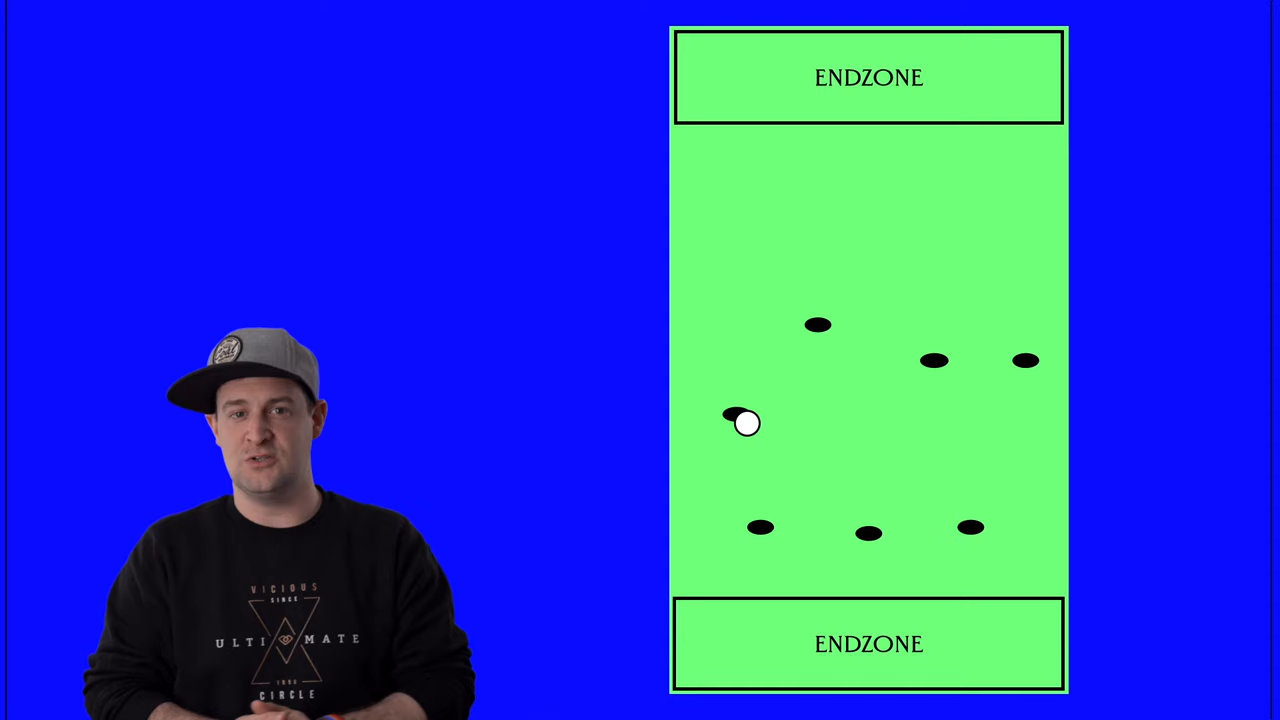 ENDZONE
VICIOUS
SINCE
ULTIMATE
CIRCLE
ENDZONE